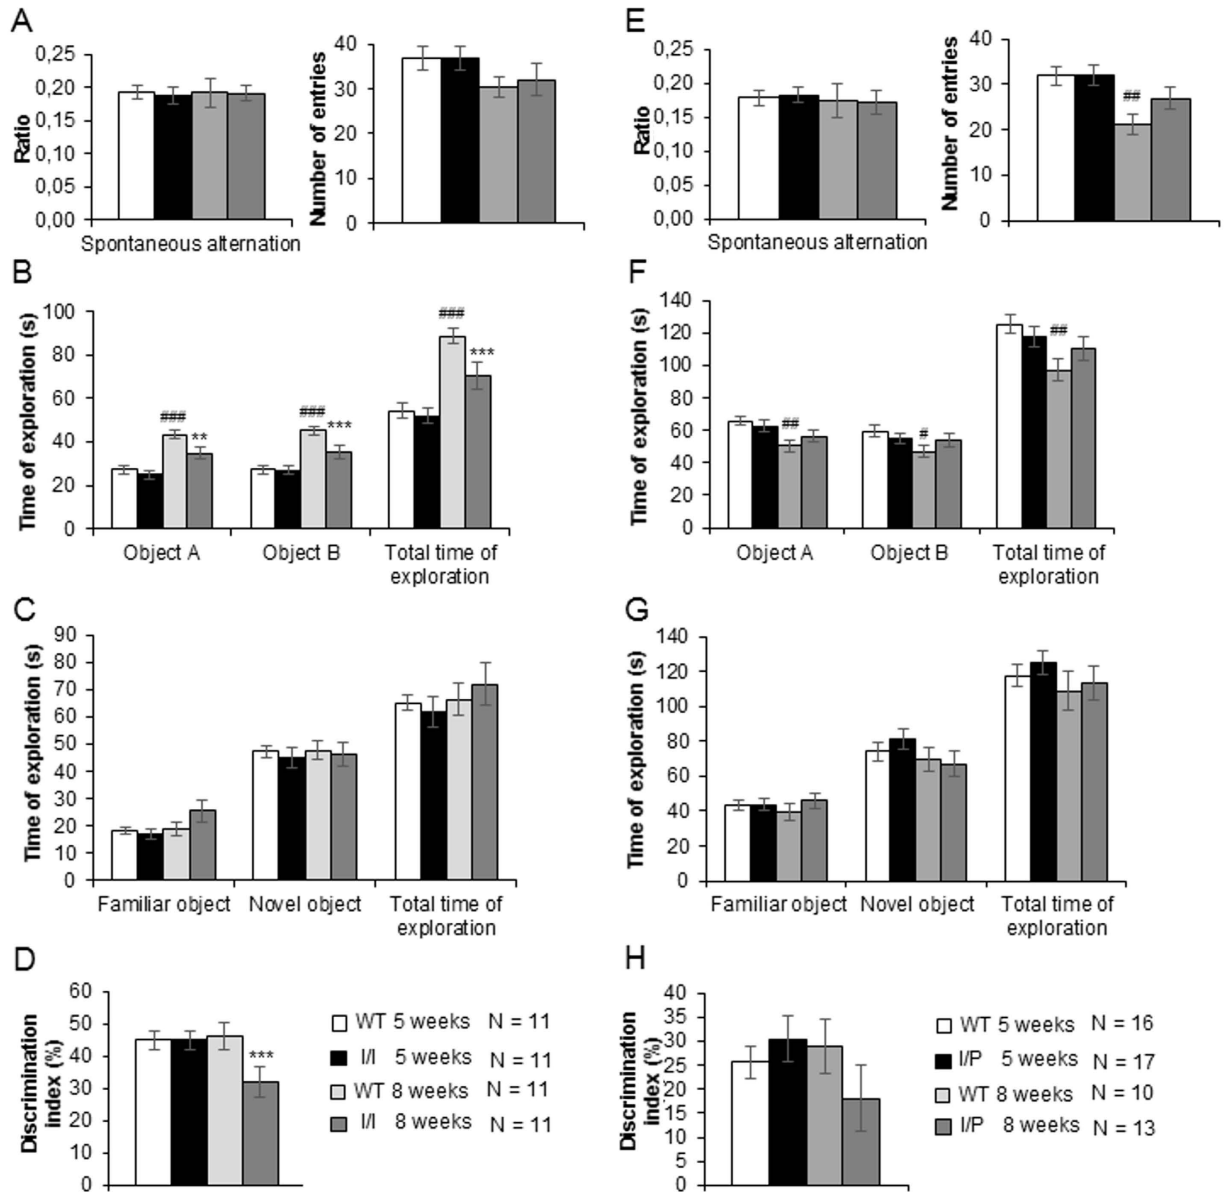 A
Ratio
0,25
0,20
0,15
0,10
0,05
0,00
Spontaneous alternation
Number of entries
40
30
20
10
0
E
Ratio
0,25
0,20
0,15
0,10
0,05
0,00
Spontaneous alternation
Number of entries
40
30
20
10
0
##
B
Time of exploration (s)
100
80
60
40
20
0
###
**
###
***
###
***
Object A
Object B
Total time of
exploration
F
Time of exploration (s)
140
120
100
80
60
40
20
0
##
#
##
Object A
Object B
Total time of
exploration
C
Time of exploration (s)
90
80
70
60
50
40
30
20
10
0
Familiar object
Novel object
Total time of
exploration
G
Time of exploration (s)
140
120
100
80
60
40
20
0
Familiar object
Novel object
Total time of
exploration
D
Discrimination
index (%)
60
50
40
30
20
10
0
***
WT 5 weeks N = 11
I/I 5 weeks N = 11
WT 8 weeks N = 11
I/I 8 weeks N = 11
H
Discrimination
index (%)
40
35
30
25
20
15
10
5
0
WT 5 weeks N = 16
I/P 5 weeks N = 17
WT 8 weeks N = 10
I/P 8 weeks N = 13